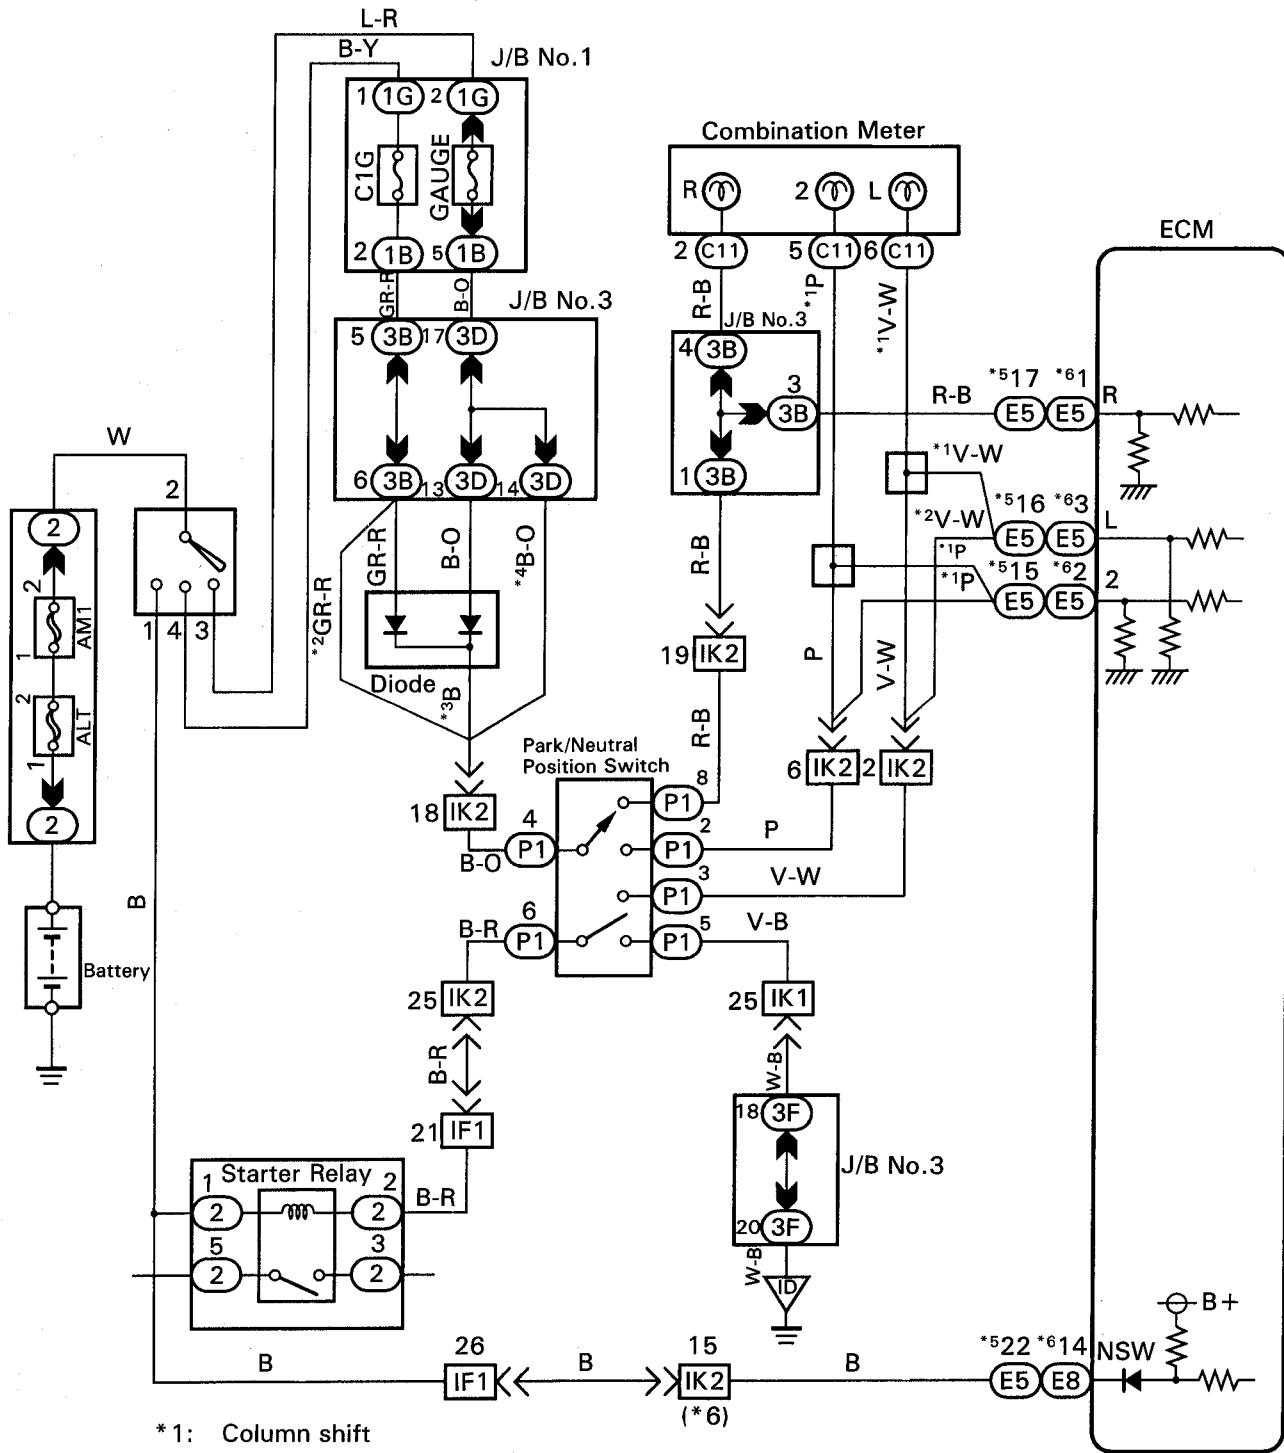 L-R
B-Y
J/B No.1
1 1G 2 1G
C1G
GAUGE
2 1B 5 1B
GR-R
B-O
J/B No.3
5 3B 17 3D
6 3B 13 3D 14 3D
*2GR-R
GR-R
B-O
*4B-O
Diode
*3B
18 IK2
B-O
W
2
1 4 3
2
2
AM1
1
2
ALT
1
2
Battery
B
Combination Meter
R 2 L
2 C11 5 C11 6 C11
R-B
*1P
*1V-W
J/B No.3
4 3B
3
3B
1 3B
R-B
R-B
19 IK2
R-B
P
V-W
6 IK2 2 IK2
ECM
*517 *61
E5 E5 R
*1V-W
*2V-W
*516 *63
E5 E5 L
*1P
*1P
*515 *62
E5 E5 2
Park/Neutral
Position Switch
4
P1
8
P1
2
P1
P
3
P1
V-W
6
P1
B-R
5
P1
V-B
25 IK2
B-R
21 IF1
B-R
25 IK1
W-B
18 3F
J/B No.3
20 3F
W-B
ID
Starter Relay
1
2
2
2
5
2
3
2
B+
B
26
IF1
B
15
IK2
(*6)
B
*522 *614
E5 E8
NSW
*1: Column shift